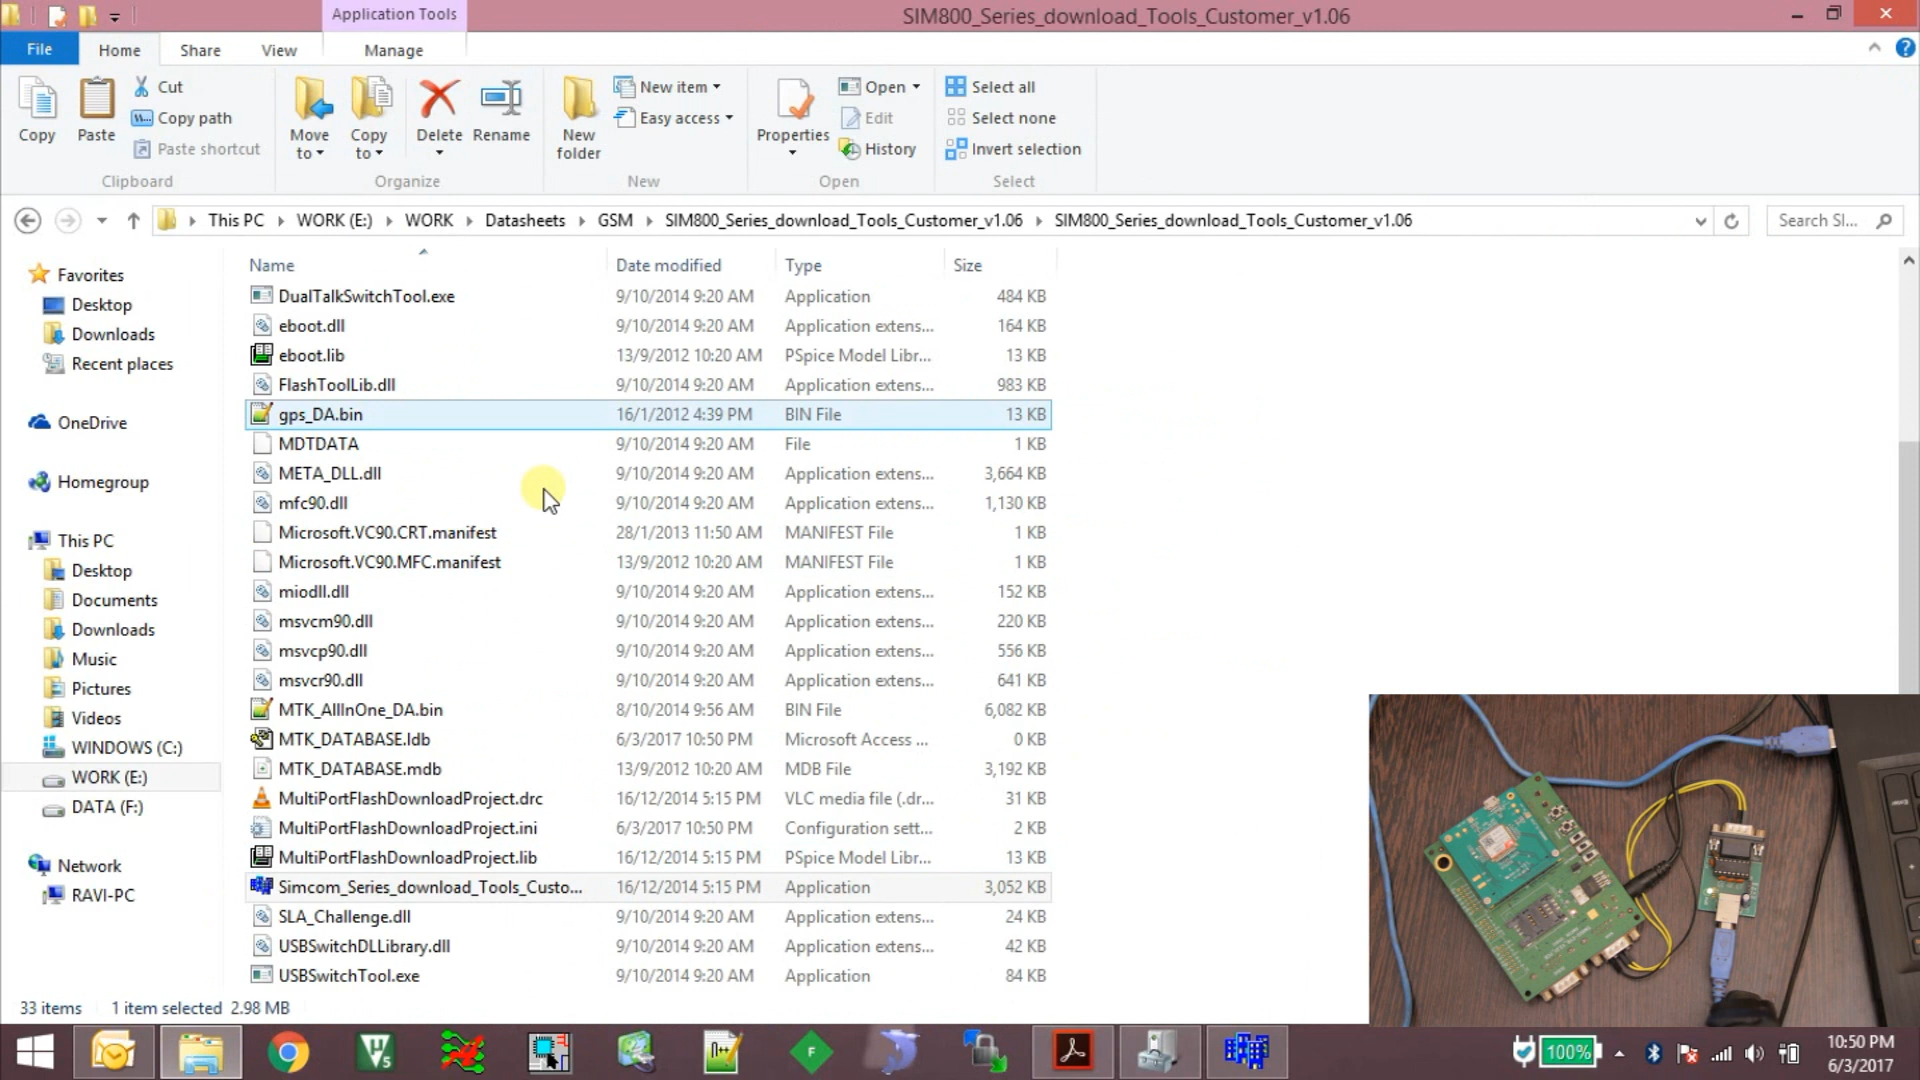 Application Tools
SIM800_Series_download_Tools_Customer_v1.06
File
Home
Share
View
Manage
Copy
Paste
Cut
Copy path
Paste shortcut
Clipboard
Move to
Copy to
Delete
Rename
Organize
New folder
New item
Easy access
New
Properties
Open
Edit
History
Open
Select all
Select none
Invert selection
Select
This PC
WORK (E:)
WORK
Datasheets
GSM
SIM800_Series_download_Tools_Customer_v1.06
SIM800_Series_download_Tools_Customer_v1.06
Search SI...
Favorites
Desktop
Downloads
Recent places
OneDrive
Homegroup
This PC
Desktop
Documents
Downloads
Music
Pictures
Videos
WINDOWS (C:)
WORK (E:)
DATA (F:)
Network
RAVI-PC
Name Date modified Type Size
DualTalkSwitchTool.exe 9/10/2014 9:20 AM Application 484 KB
eboot.dll 9/10/2014 9:20 AM Application extens... 164 KB
eboot.lib 13/9/2012 10:20 AM PSpice Model Libr... 13 KB
FlashToolLib.dll 9/10/2014 9:20 AM Application extens... 983 KB
gps_DA.bin 16/1/2012 4:39 PM BIN File 13 KB
MDTDATA 9/10/2014 9:20 AM File 1 KB
META_DLL.dll 9/10/2014 9:20 AM Application extens... 3,664 KB
mfc90.dll 9/10/2014 9:20 AM Application extens... 1,130 KB
Microsoft.VC90.CRT.manifest 28/1/2013 11:50 AM MANIFEST File 1 KB
Microsoft.VC90.MFC.manifest 13/9/2012 10:20 AM MANIFEST File 1 KB
miodll.dll 9/10/2014 9:20 AM Application extens... 152 KB
msvcm90.dll 9/10/2014 9:20 AM Application extens... 220 KB
msvcp90.dll 9/10/2014 9:20 AM Application extens... 556 KB
msvcr90.dll 9/10/2014 9:20 AM Application extens... 641 KB
MTK_AllInOne_DA.bin 8/10/2014 9:56 AM BIN File 6,082 KB
MTK_DATABASE.ldb 6/3/2017 10:50 PM Microsoft Access ... 0 KB
MTK_DATABASE.mdb 13/9/2012 10:20 AM MDB File 3,192 KB
MultiPortFlashDownloadProject.drc 16/12/2014 5:15 PM VLC media file (.dr... 31 KB
MultiPortFlashDownloadProject.ini 6/3/2017 10:50 PM Configuration sett... 2 KB
MultiPortFlashDownloadProject.lib 16/12/2014 5:15 PM PSpice Model Libr... 13 KB
Simcom_Series_download_Tools_Custo... 16/12/2014 5:15 PM Application 3,052 KB
SLA_Challenge.dll 9/10/2014 9:20 AM Application extens... 24 KB
USBSwitchDLLibrary.dll 9/10/2014 9:20 AM Application extens... 42 KB
USBSwitchTool.exe 9/10/2014 9:20 AM Application 84 KB
33 items 1 item selected 2.98 MB
100%
10:50 PM
6/3/2017